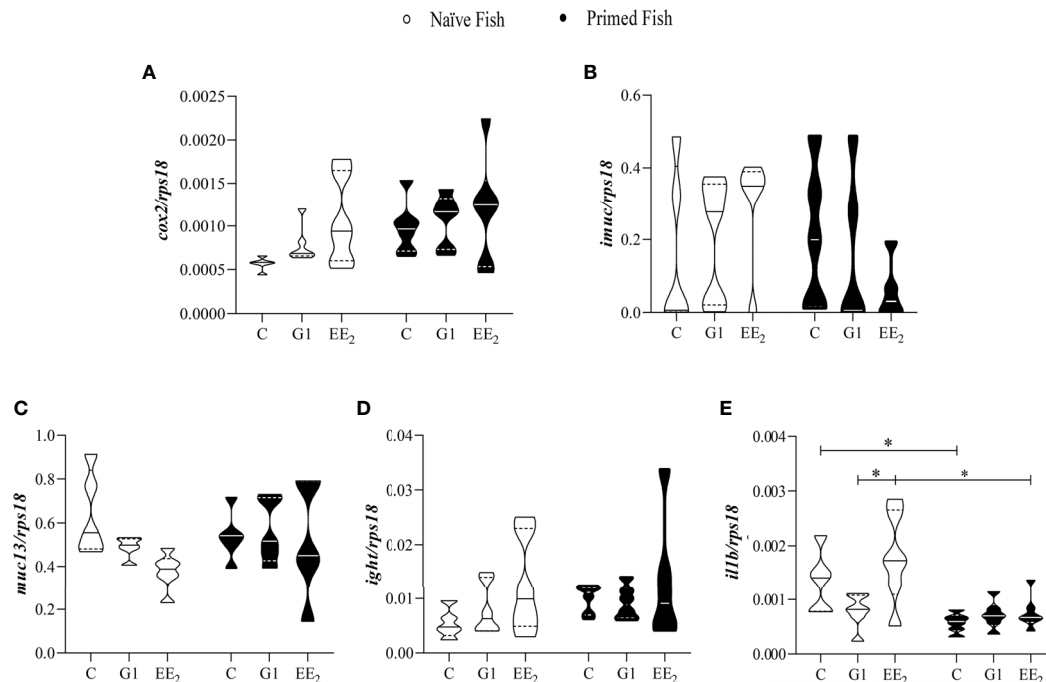 ○ Naïve Fish ● Primed Fish
A
B
0.0025
0.0020
0.0015
0.0010
0.0005
0.0000
cox2/rps18
C G1 EE₂ C G1 EE₂
0.6
0.4
0.2
0.0
imuc/rps18
C G1 EE₂ C G1 EE₂
C
D
E
1.0
0.8
0.6
0.4
0.2
0.0
muc13/rps18
C G1 EE₂ C G1 EE₂
0.04
0.03
0.02
0.01
0.00
ight/rps18
C G1 EE₂ C G1 EE₂
0.004
0.003
0.002
0.001
0.000
il1b/rps18
*
* *
C G1 EE₂ C G1 EE₂